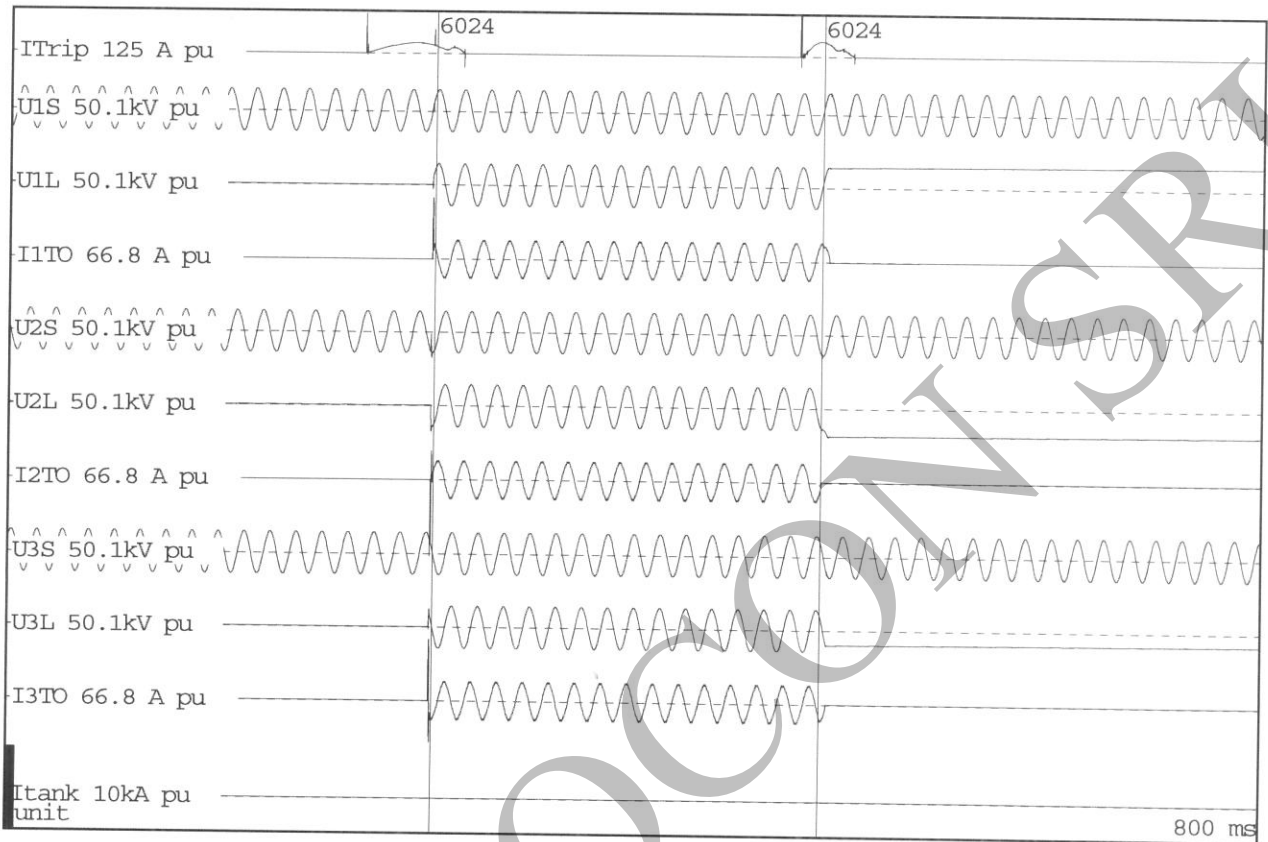 6024 6024
ITrip 125 A pu
U1S 50.1kV pu
U1L 50.1kV pu
I1TO 66.8 A pu
U2S 50.1kV pu
U2L 50.1kV pu
I2TO 66.8 A pu
U3S 50.1kV pu
U3L 50.1kV pu
I3TO 66.8 A pu
Itank 10kA pu
unit
800 ms
OCON SRL